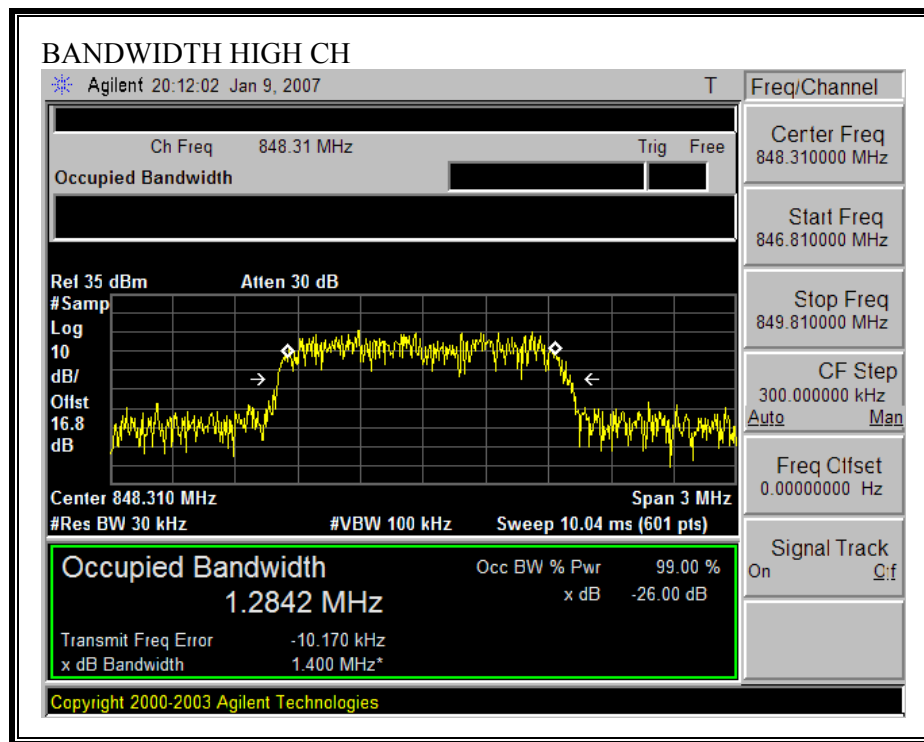 BANDWIDTH HIGH CH
Agilent 20:12:02 Jan 9, 2007 T
Freq/Channel
Ch Freq 848.31 MHz Trig Free
Occupied Bandwidth
Center Freq
848.310000 MHz
Start Freq
846.810000 MHz
Stop Freq
849.810000 MHz
CF Step
300.000000 kHz
Auto Man
Freq Offset
0.00000000 Hz
Signal Track
On Off
Ref 35 dBm Atten 30 dB
#Samp
Log
10
dB/
Offst
16.8
dB
Center 848.310 MHz Span 3 MHz
#Res BW 30 kHz #VBW 100 kHz Sweep 10.04 ms (601 pts)
Occupied Bandwidth
1.2842 MHz
Occ BW % Pwr 99.00 %
x dB -26.00 dB
Transmit Freq Error -10.170 kHz
x dB Bandwidth 1.400 MHz*
Copyright 2000-2003 Agilent Technologies